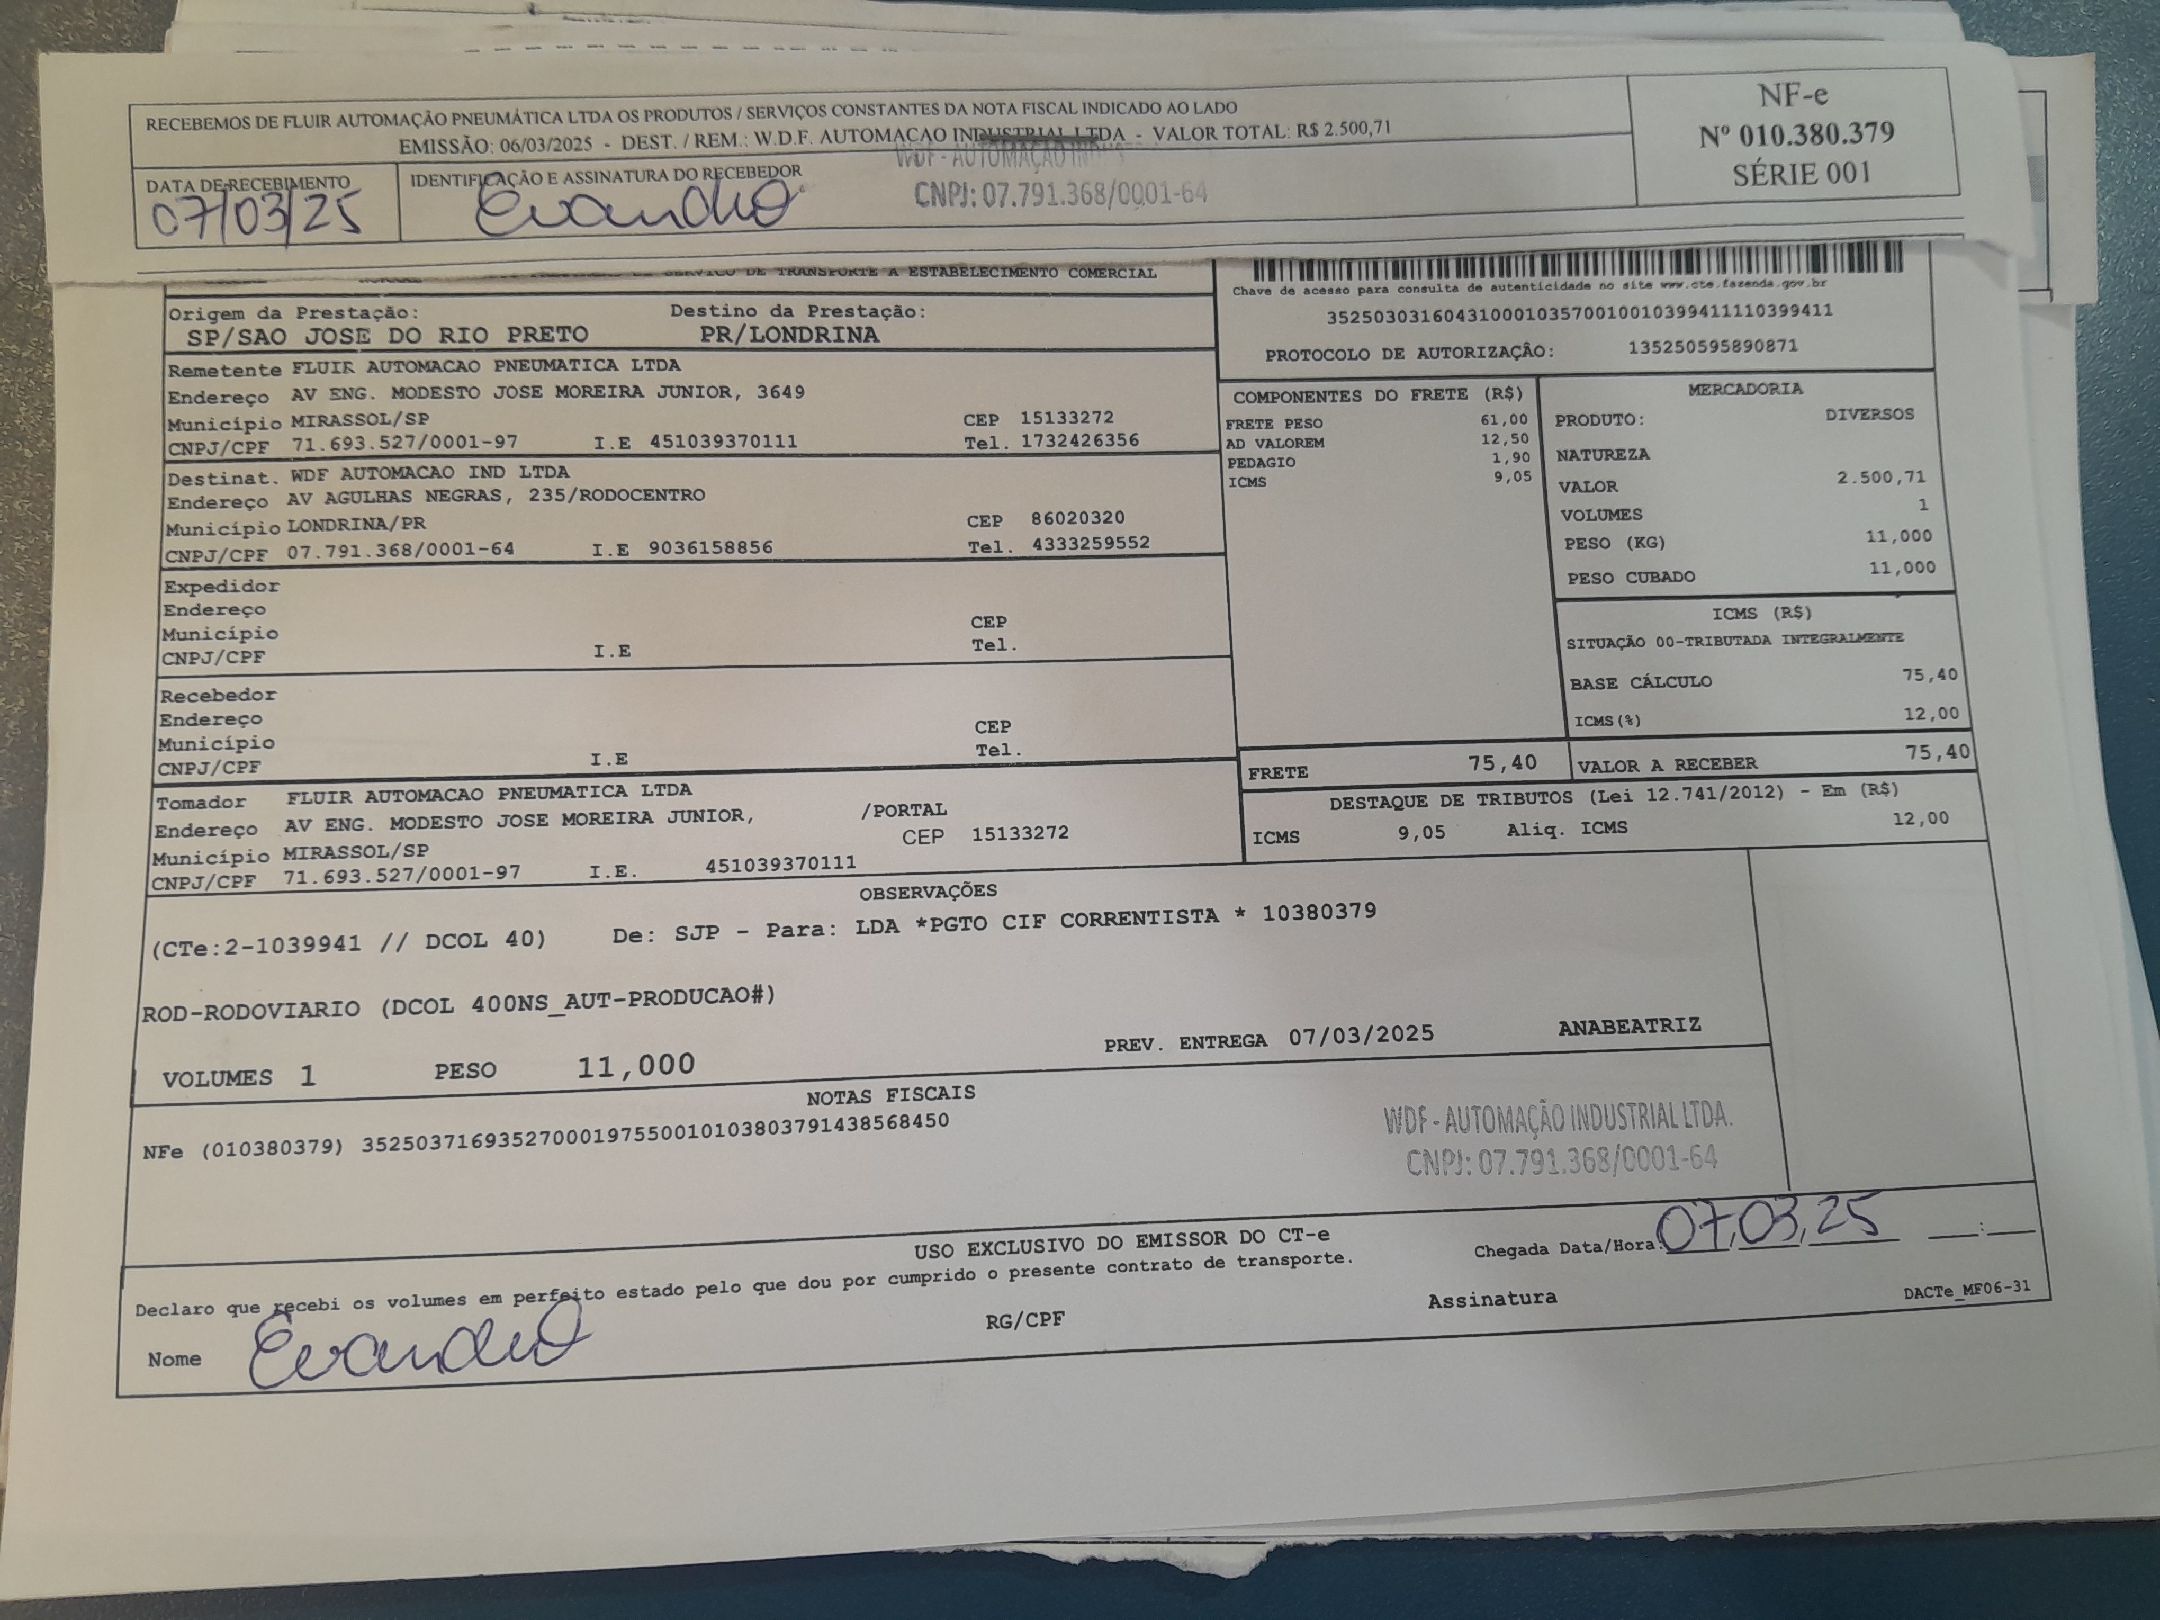 RECEBEMOS DE FLUIR AUTOMAÇÃO PNEUMÁTICA LTDA OS PRODUTOS / SERVIÇOS CONSTANTES DA NOTA FISCAL INDICADO AO LADO
EMISSÃO: 06/03/2025 - DEST. / REM.: W.D.F. AUTOMACAO INDUSTRIAL LTDA - VALOR TOTAL: R$ 2.500,71
NF-e
Nº 010.380.379
SÉRIE 001
DATA DE RECEBIMENTO
07/03/25
IDENTIFICAÇÃO E ASSINATURA DO RECEBEDOR
Evandro
WDF - AUTOMAÇÃO
CNPJ: 07.791.368/0001-64
DE SERVICO DE TRANSPORTE A ESTABELECIMENTO COMERCIAL
Chave de acesso para consulta de autenticidade no site www.cte.fazenda.gov.br
35250303160431000103570010010399411110399411
PROTOCOLO DE AUTORIZAÇÃO: 135250595890871
Origem da Prestação: Destino da Prestação:
SP/SAO JOSE DO RIO PRETO PR/LONDRINA
Remetente FLUIR AUTOMACAO PNEUMATICA LTDA
Endereço AV ENG. MODESTO JOSE MOREIRA JUNIOR, 3649
Município MIRASSOL/SP CEP 15133272
CNPJ/CPF 71.693.527/0001-97 I.E 451039370111 Tel. 1732426356
Destinat. WDF AUTOMACAO IND LTDA
Endereço AV AGULHAS NEGRAS, 235/RODOCENTRO
Município LONDRINA/PR CEP 86020320
CNPJ/CPF 07.791.368/0001-64 I.E 9036158856 Tel. 4333259552
Expedidor
Endereço
Município CEP
CNPJ/CPF I.E Tel.
Recebedor
Endereço
Município CEP
CNPJ/CPF I.E Tel.
Tomador FLUIR AUTOMACAO PNEUMATICA LTDA
Endereço AV ENG. MODESTO JOSE MOREIRA JUNIOR, /PORTAL
Município MIRASSOL/SP CEP 15133272
CNPJ/CPF 71.693.527/0001-97 I.E. 451039370111
COMPONENTES DO FRETE (R$)
FRETE PESO 61,00
AD VALOREM 12,50
PEDAGIO 1,90
ICMS 9,05
MERCADORIA
PRODUTO: DIVERSOS
NATUREZA
VALOR 2.500,71
VOLUMES 1
PESO (KG) 11,000
PESO CUBADO 11,000
ICMS (R$)
SITUAÇÃO 00-TRIBUTADA INTEGRALMENTE
BASE CÁLCULO 75,40
ICMS(%) 12,00
FRETE 75,40 VALOR A RECEBER 75,40
DESTAQUE DE TRIBUTOS (Lei 12.741/2012) - Em (R$)
ICMS 9,05 Aliq. ICMS 12,00
OBSERVAÇÕES
(CTe:2-1039941 // DCOL 40) De: SJP - Para: LDA *PGTO CIF CORRENTISTA * 10380379
ROD-RODOVIARIO (DCOL 400NS_AUT-PRODUCAO#)
PREV. ENTREGA 07/03/2025 ANABEATRIZ
VOLUMES 1 PESO 11,000
NOTAS FISCAIS
NFe (010380379) 35250371693527000197550010103803791438568450
WDF - AUTOMAÇÃO INDUSTRIAL LTDA.
CNPJ: 07.791.368/0001-64
USO EXCLUSIVO DO EMISSOR DO CT-e
Chegada Data/Hora: 07,03,25 :
Declaro que recebi os volumes em perfeito estado pelo que dou por cumprido o presente contrato de transporte.
Nome Evandro RG/CPF Assinatura DACTe_MF06-31